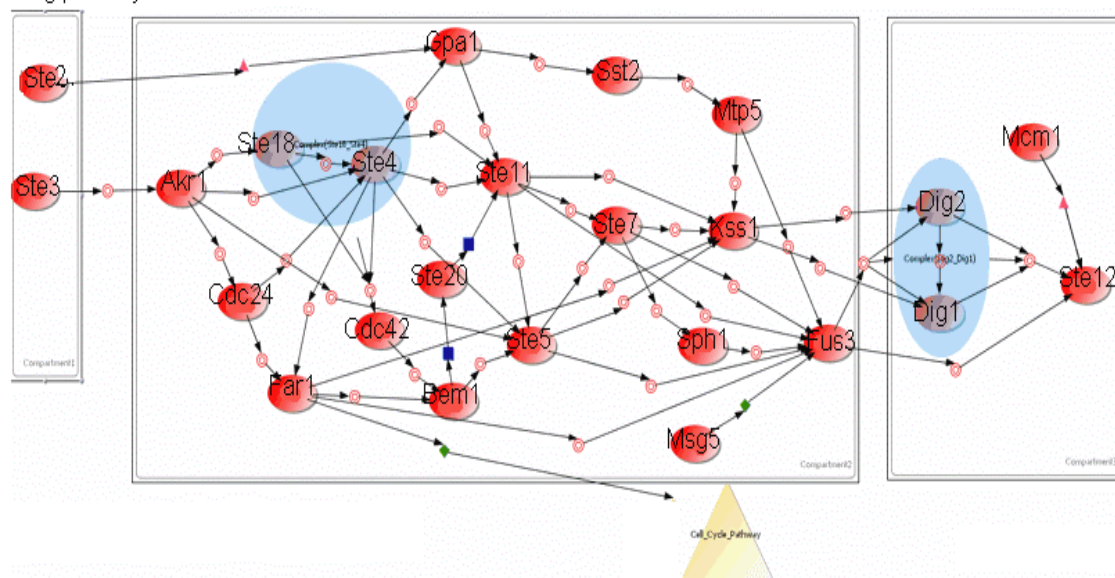 Ste2
Gpa1
Sst2
Mtp5
Mcm1
Ste18
Complex(Ste18_Ste4)
Ste4
Ste3
Akr1
Ste11
Ste7
Kss1
Dig2
Complex(Dig2_Dig1)
Ste20
Ste12
Cdc24
Cdc42
Ste5
Sph1
Fus3
Dig1
Compartment1
Far1
Bem1
Msg5
Compartment2
Compartment3
Cell_Cycle_Pathway